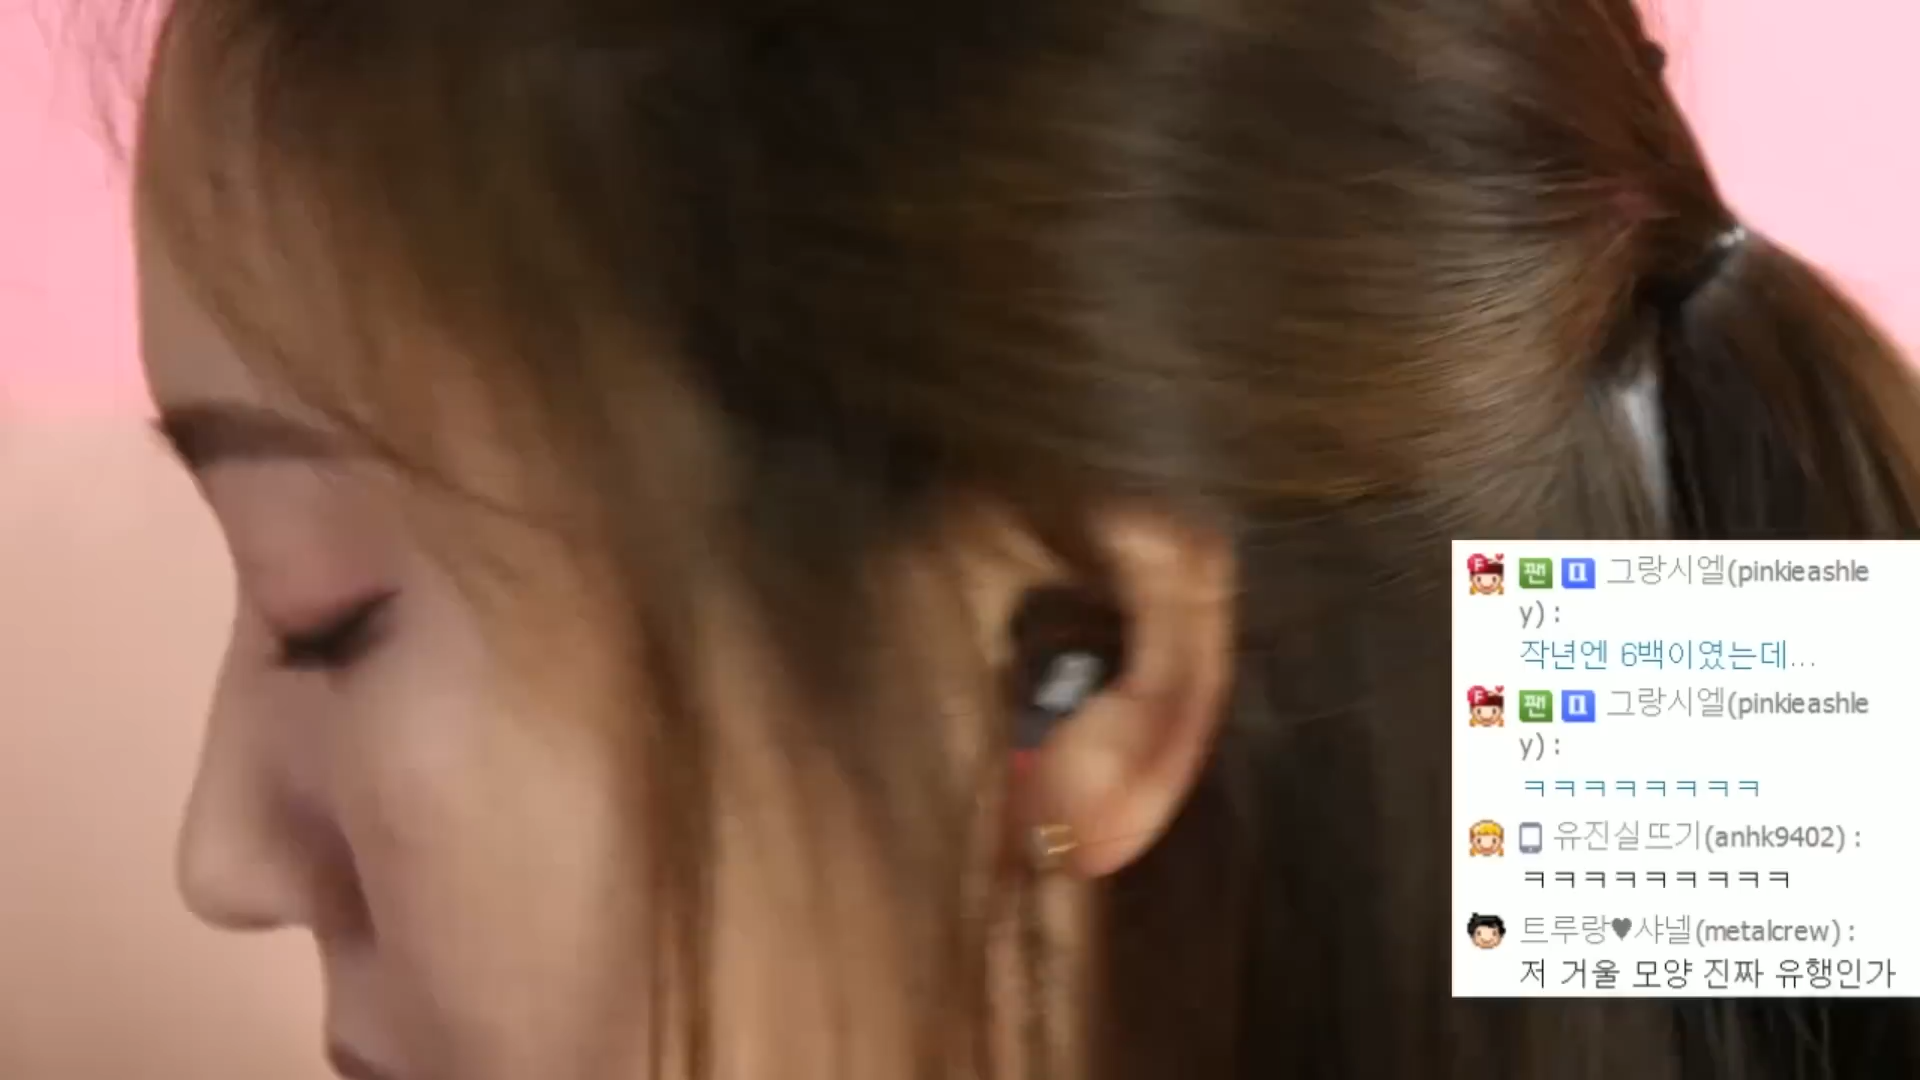 팬 그랑시엘(pinkieashle
y) :
작년엔 6백이였는데...
팬 그랑시엘(pinkieashle
y) :
ㅋㅋㅋㅋㅋㅋㅋㅋ
유진실뜨기(anhk9402) :
ㅋㅋㅋㅋㅋㅋㅋㅋㅋ
트루랑♥샤넬(metalcrew) :
저 거울 모양 진짜 유행인가